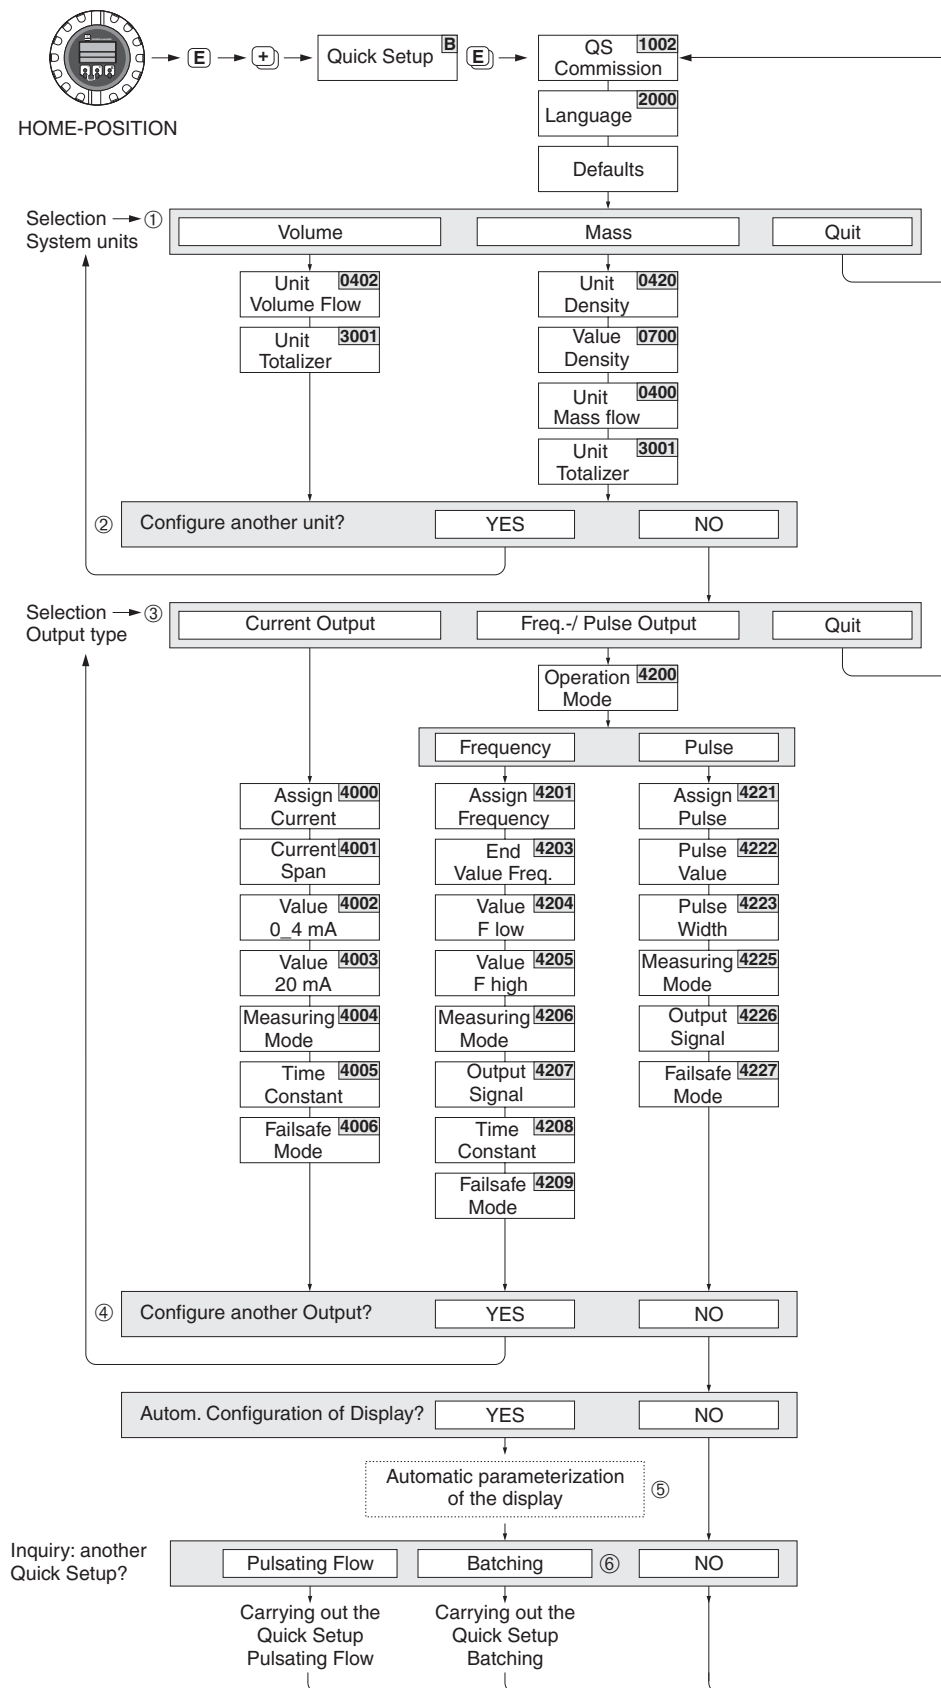 HOME-POSITION
E
+
Quick Setup B
E
QS 1002
Commission
Language 2000
Defaults
Selection ①
System units
Volume Mass Quit
Unit 0402
Volume Flow
Unit 3001
Totalizer
Unit 0420
Density
Value 0700
Density
Unit 0400
Mass flow
Unit 3001
Totalizer
② Configure another unit? YES NO
Selection ③
Output type
Current Output Freq.-/ Pulse Output Quit
Operation 4200
Mode
Frequency Pulse
Assign 4000
Current
Current 4001
Span
Value 4002
0_4 mA
Value 4003
20 mA
Measuring 4004
Mode
Time 4005
Constant
Failsafe 4006
Mode
Assign 4201
Frequency
End 4203
Value Freq.
Value 4204
F low
Value 4205
F high
Measuring 4206
Mode
Output 4207
Signal
Time 4208
Constant
Failsafe 4209
Mode
Assign 4221
Pulse
Pulse 4222
Value
Pulse 4223
Width
Measuring 4225
Mode
Output 4226
Signal
Failsafe 4227
Mode
④ Configure another Output? YES NO
Autom. Configuration of Display? YES NO
Automatic parameterization
of the display
⑤
Inquiry: another
Quick Setup?
Pulsating Flow Batching ⑥ NO
Carrying out the
Quick Setup
Pulsating Flow
Carrying out the
Quick Setup
Batching